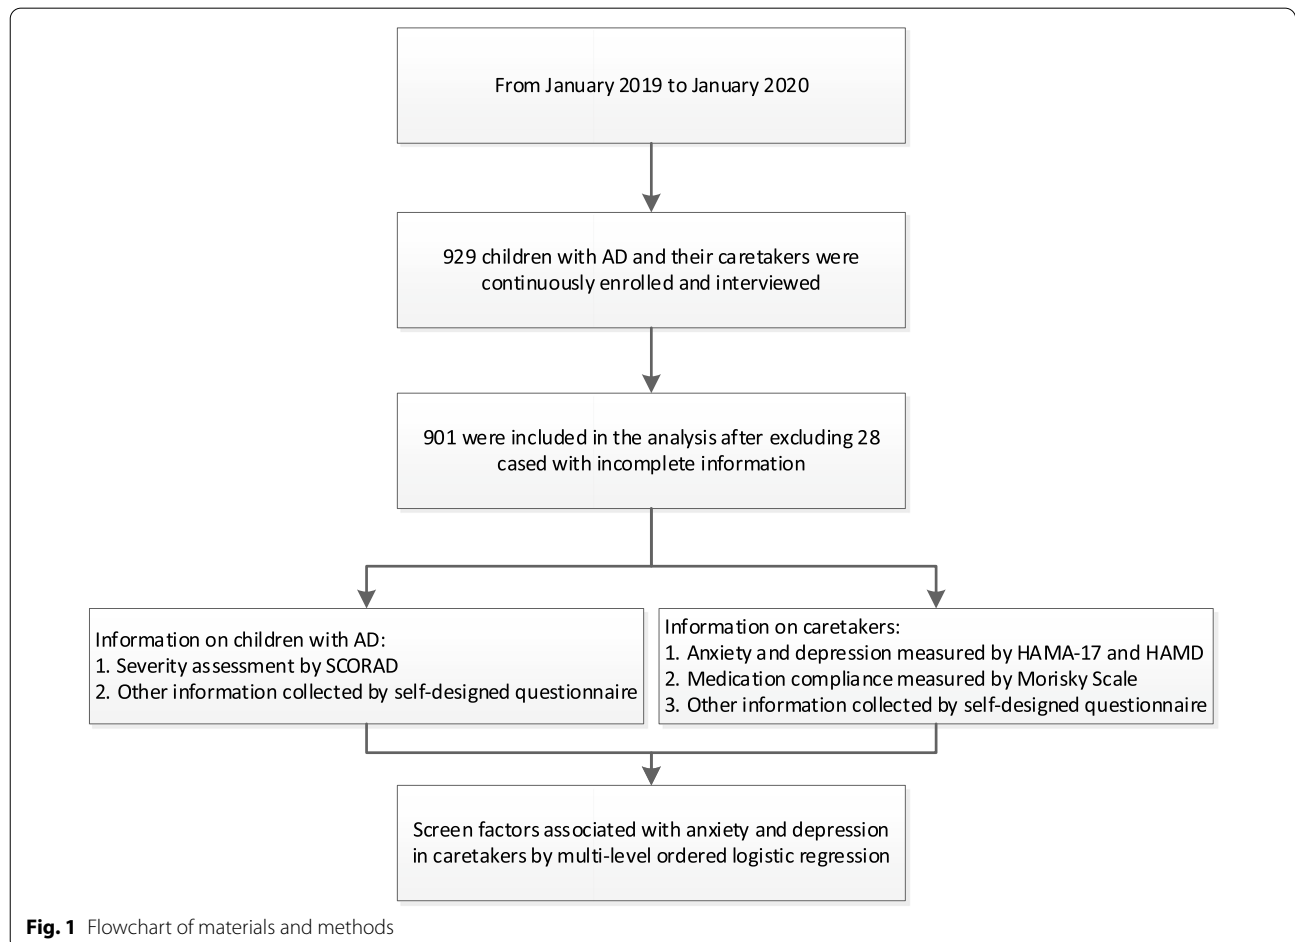 From January 2019 to January 2020
929 children with AD and their caretakers were
continuously enrolled and interviewed
901 were included in the analysis after excluding 28
cased with incomplete information
Information on children with AD:
1. Severity assessment by SCORAD
2. Other information collected by self-designed questionnaire
Information on caretakers:
1. Anxiety and depression measured by HAMA-17 and HAMD
2. Medication compliance measured by Morisky Scale
3. Other information collected by self-designed questionnaire
Screen factors associated with anxiety and depression
in caretakers by multi-level ordered logistic regression
Fig. 1 Flowchart of materials and methods